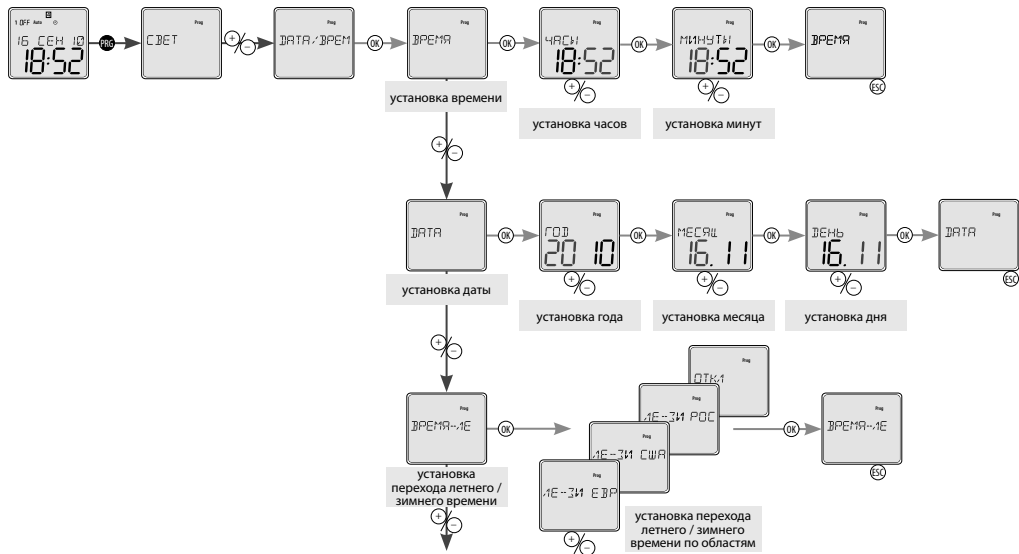 1 OFF Auto
16 СЕН 10
18:52
PRG
Prog
СВЕТ
+/−
Prog
ДАТА/ВРЕМ
OK
Prog
ВРЕМЯ
OK
Prog
ЧАСЫ
18:52
+/−
OK
Prog
МИНУТЫ
18:52
+/−
OK
Prog
ВРЕМЯ
ESC
установка времени
установка часов
установка минут
+/−
Prog
ДАТА
OK
Prog
ГОД
20 10
+/−
OK
Prog
МЕСЯЦ
16. 11
+/−
OK
Prog
ДЕНЬ
16. 11
+/−
OK
Prog
ДАТА
ESC
установка даты
установка года
установка месяца
установка дня
+/−
Prog
ВРЕМЯ--ЛЕ
OK
Prog
ОТКЛ
Prog
ЛЕ--ЗИ РОС
Prog
ЛЕ--ЗИ США
Prog
ЛЕ--ЗИ ЕВР
+/−
OK
Prog
ВРЕМЯ--ЛЕ
ESC
установка
перехода летнего /
зимнего времени
+/−
установка перехода
летнего / зимнего
времени по областям